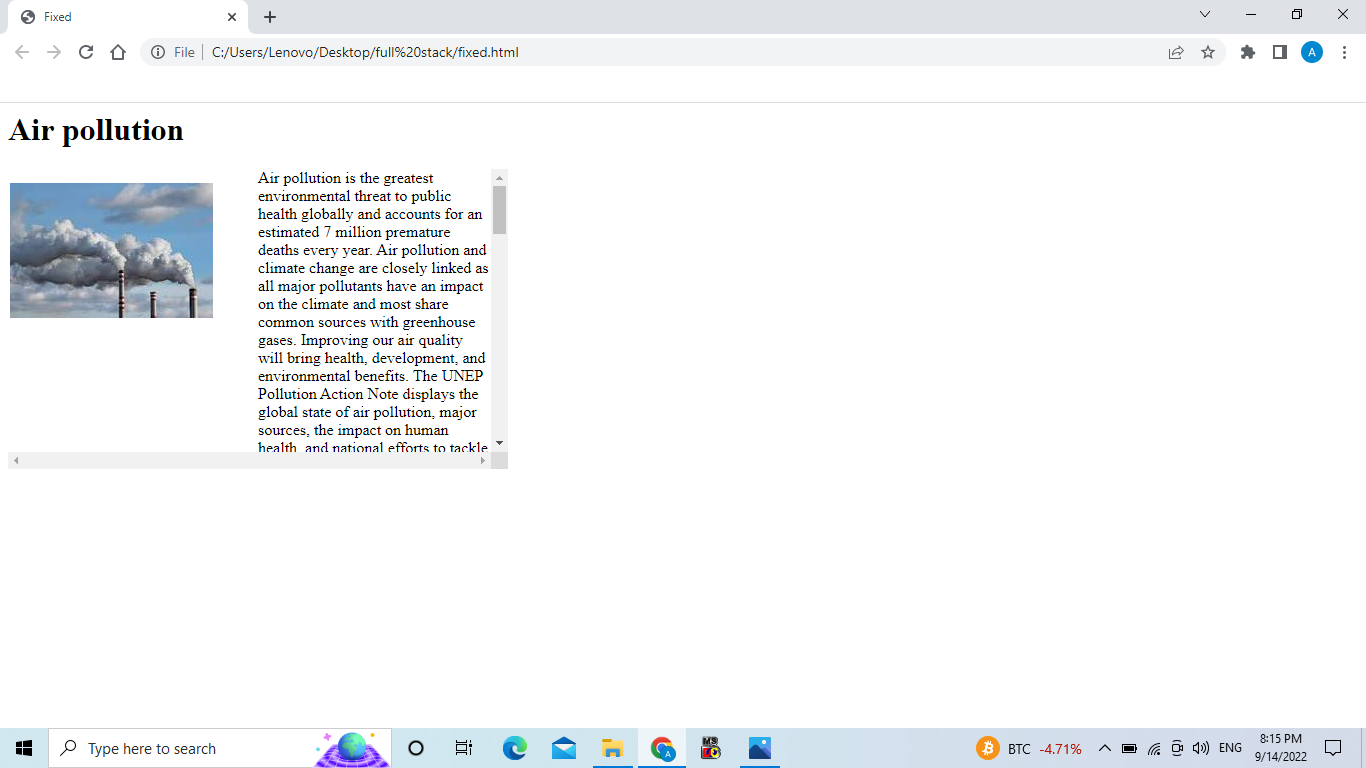 Fixed
File
C:/Users/Lenovo/Desktop/full%20stack/fixed.html
A
Air pollution
Air pollution is the greatest
environmental threat to public
health globally and accounts for an
estimated 7 million premature
deaths every year. Air pollution and
climate change are closely linked as
all major pollutants have an impact
on the climate and most share
common sources with greenhouse
gases. Improving our air quality
will bring health, development, and
environmental benefits. The UNEP
Pollution Action Note displays the
global state of air pollution, major
sources, the impact on human
health, and national efforts to tackle
Type here to search
A
BTC -4.71%
ENG
8:15 PM
9/14/2022